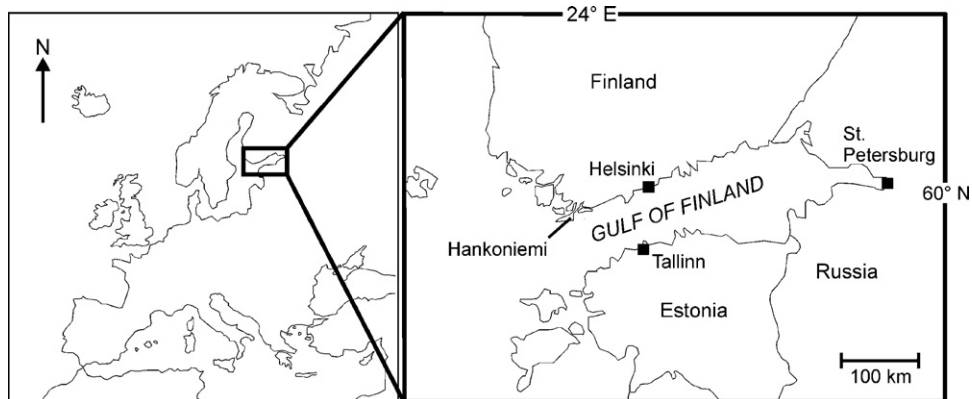 N
24° E
Finland
St.
Petersburg
Helsinki
60° N
GULF OF FINLAND
Hankoniemi
Tallinn
Russia
Estonia
100 km